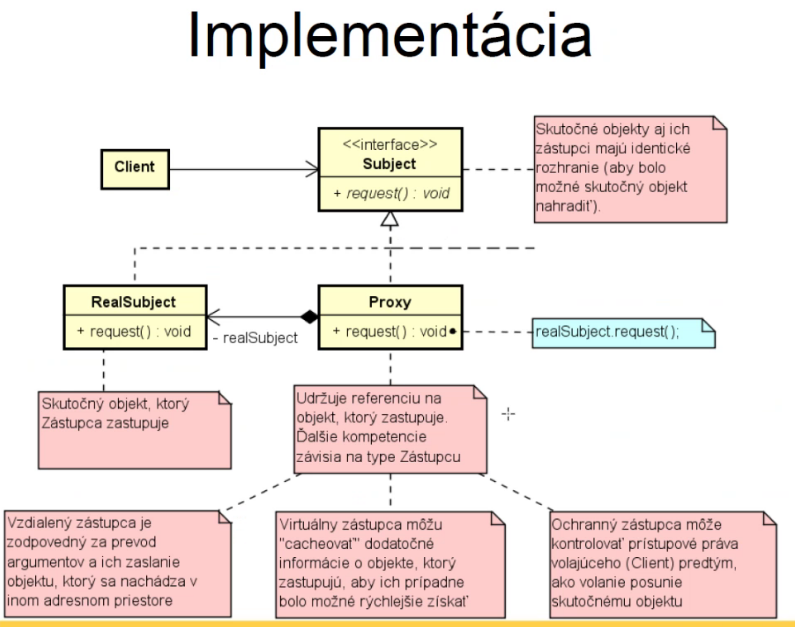 Implementácia
Client
<<interface>>
Subject
+ request() : void
Skutočné objekty aj ich
zástupci majú identické
rozhranie (aby bolo
možné skutočný objekt
nahradiť).
RealSubject
+ request() : void
- realSubject
Proxy
+ request() : void
realSubject.request();
Skutočný objekt, ktorý
Zástupca zastupuje
Udržuje referenciu na
objekt, ktorý zastupuje.
Ďalšie kompetencie
závisia na type Zástupcu
Vzdialený zástupca je
zodpovedný za prevod
argumentov a ich zaslanie
objektu, ktorý sa nachádza v
inom adresnom priestore
Virtuálny zástupca môžu
"cacheovať" dodatočné
informácie o objekte, ktorý
zastupujú, aby ich prípadne
bolo možné rýchlejšie získať
Ochranný zástupca môže
kontrolovať prístupové práva
volajúceho (Client) predtým,
ako volanie posunie
skutočnému objektu